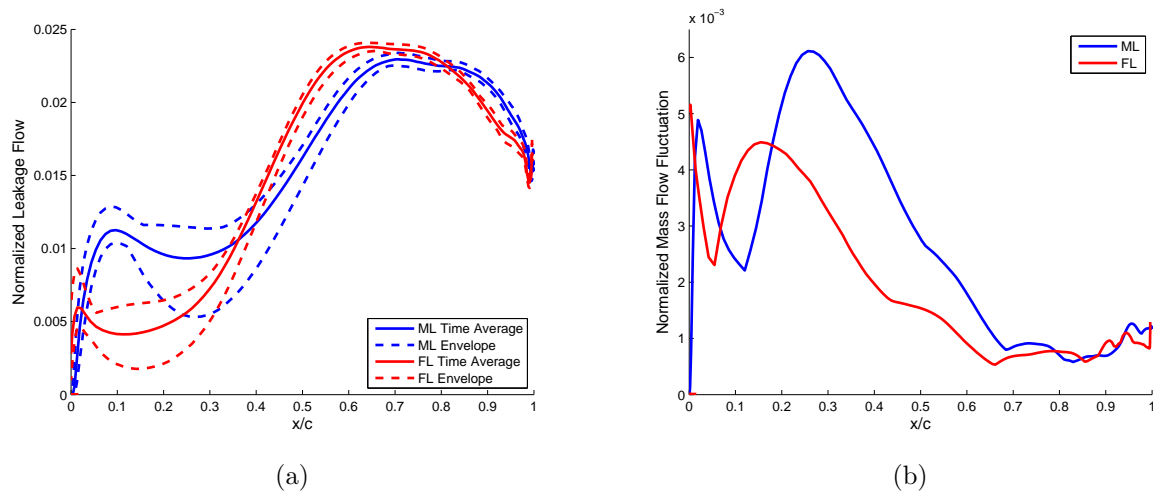 0.025
0.02
0.015
0.01
0.005
0
Normalized Leakage Flow
0 0.1 0.2 0.3 0.4 0.5 0.6 0.7 0.8 0.9 1
x/c
ML Time Average
ML Envelope
FL Time Average
FL Envelope
(a)
x 10⁻³
6
5
4
3
2
1
0
Normalized Mass Flow Fluctuation
0 0.1 0.2 0.3 0.4 0.5 0.6 0.7 0.8 0.9 1
x/c
ML
FL
(b)